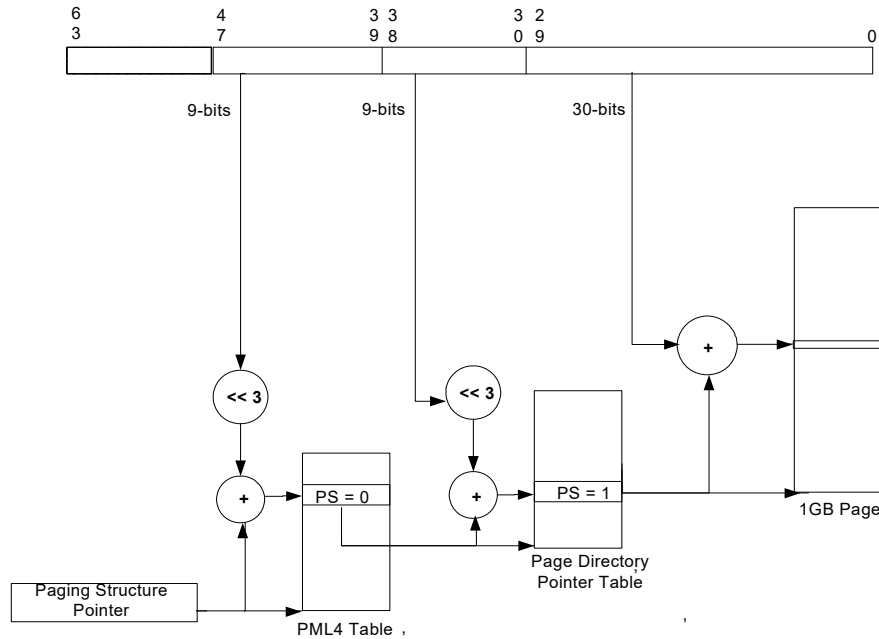 6 4 3 3 3 2
3 7 9 8 0 9 0
9-bits 9-bits 30-bits
<< 3 << 3 +
+ PS = 0 + PS = 1
1GB Page
Page Directory
Pointer Table
Paging Structure
Pointer
PML4 Table , ,